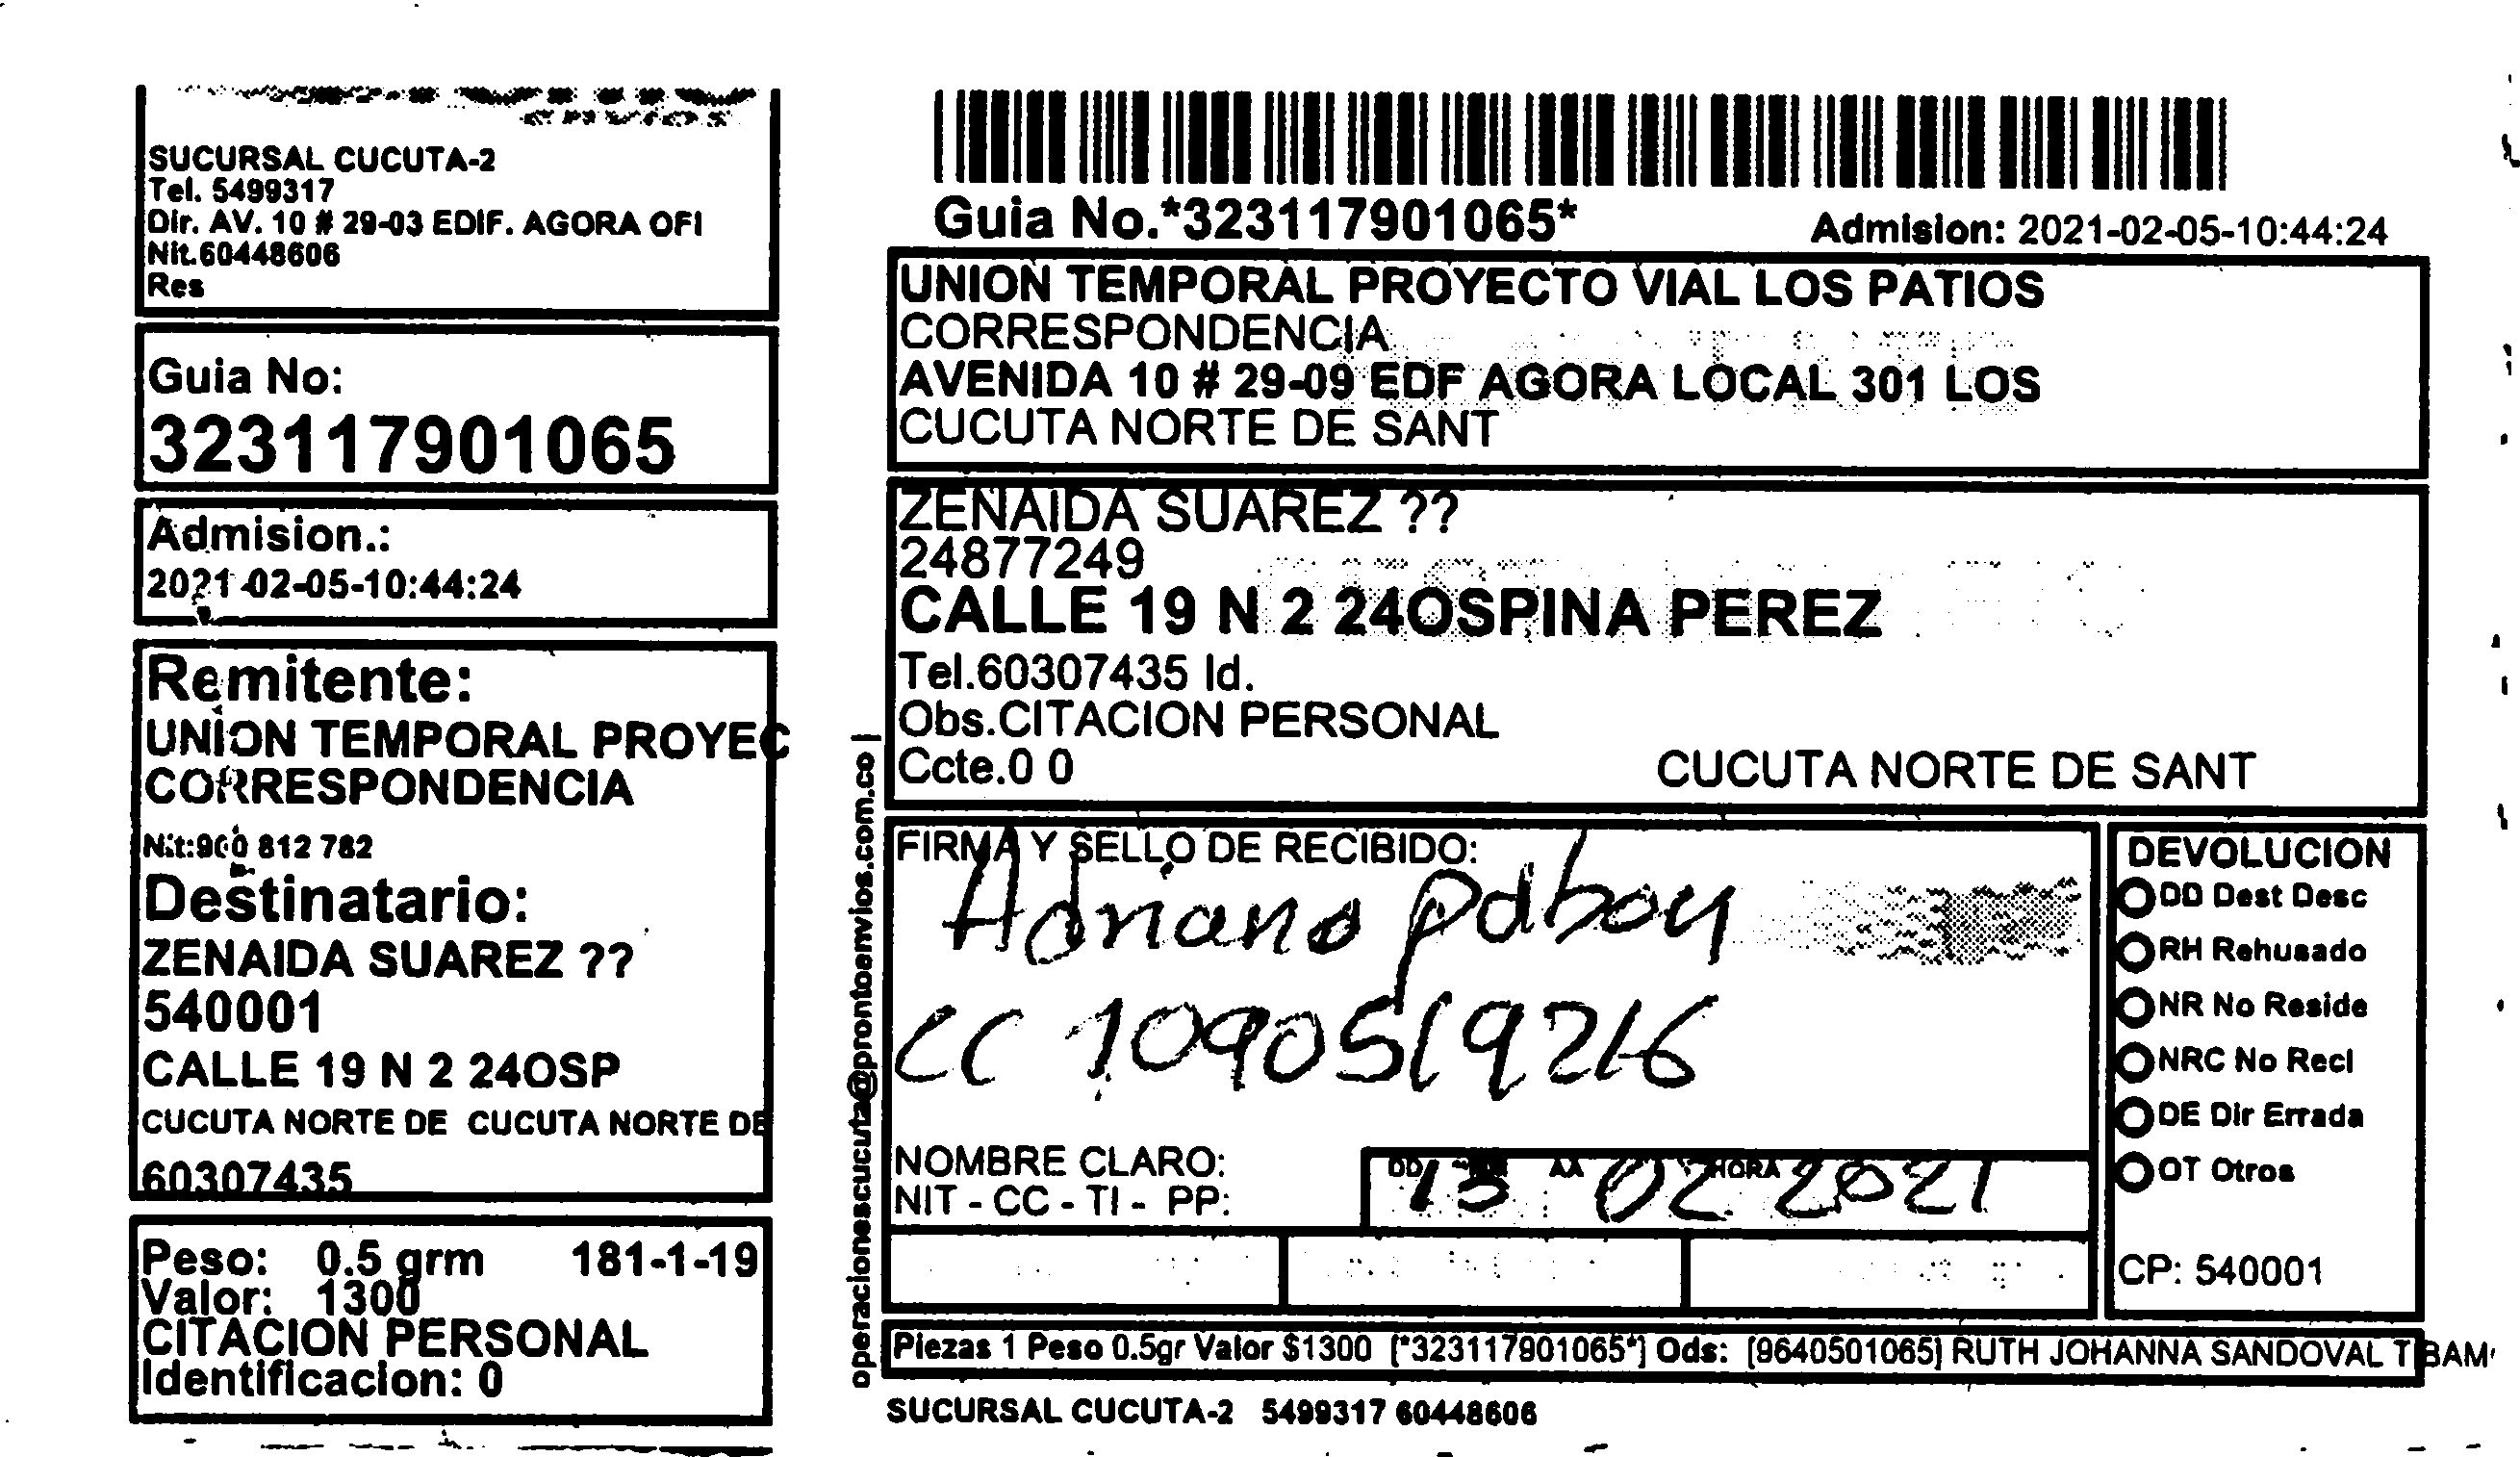 SUCURSAL CUCUTA-2
Tel. 5499317
Dir. AV. 10 # 29-03 EDIF. AGORA OFI
Nit.60448606
Res
Guia No:
323117901065
Admision.:
2021-02-05-10:44:24
Remitente:
UNION TEMPORAL PROYEC
CORRESPONDENCIA
Nit:900 812 782
Destinatario:
ZENAIDA SUAREZ ??
540001
CALLE 19 N 2 24OSP
CUCUTA NORTE DE CUCUTA NORTE DE
60307435
Peso: 0.5 grm 181-1-19
Valor: 1300
CITACION PERSONAL
Identificacion: 0
operacionescucuta@prontoenvios.com.co |
Guia No.*323117901065*
Admision: 2021-02-05-10:44:24
UNION TEMPORAL PROYECTO VIAL LOS PATIOS
CORRESPONDENCIA
AVENIDA 10 # 29-09 EDF AGORA LOCAL 301 LOS
CUCUTA NORTE DE SANT
ZENAIDA SUAREZ ??
24877249
CALLE 19 N 2 24OSPINA PEREZ
Tel.60307435 Id.
Obs.CITACION PERSONAL
Ccte.0 0 CUCUTA NORTE DE SANT
FIRMA Y SELLO DE RECIBIDO:
Adriana pabon
CC 1090519216
NOMBRE CLARO:
NIT - CC - TI - PP:
DD AA HORA
13 02 2021
DEVOLUCION
DD Dest Desc
RH Rehusado
NR No Reside
NRC No Recl
DE Dir Errada
OT Otros
CP: 540001
Piezas 1 Peso 0.5gr Valor $1300 [*323117901065*] Ods: [9640501065] RUTH JOHANNA SANDOVAL TIBAM
SUCURSAL CUCUTA-2 5499317 60448606